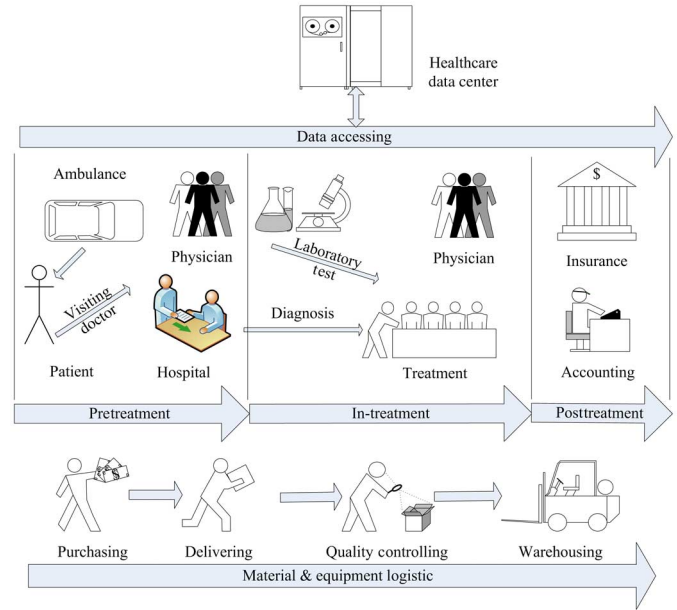 Healthcare
data center
Data accessing
Ambulance
$
Physician
Laboratory
test
Physician
Insurance
Visiting
doctor
Diagnosis
Patient
Hospital
Treatment
Accounting
Pretreatment
In-treatment
Posttreatment
Purchasing
Delivering
Quality controlling
Warehousing
Material & equipment logistic